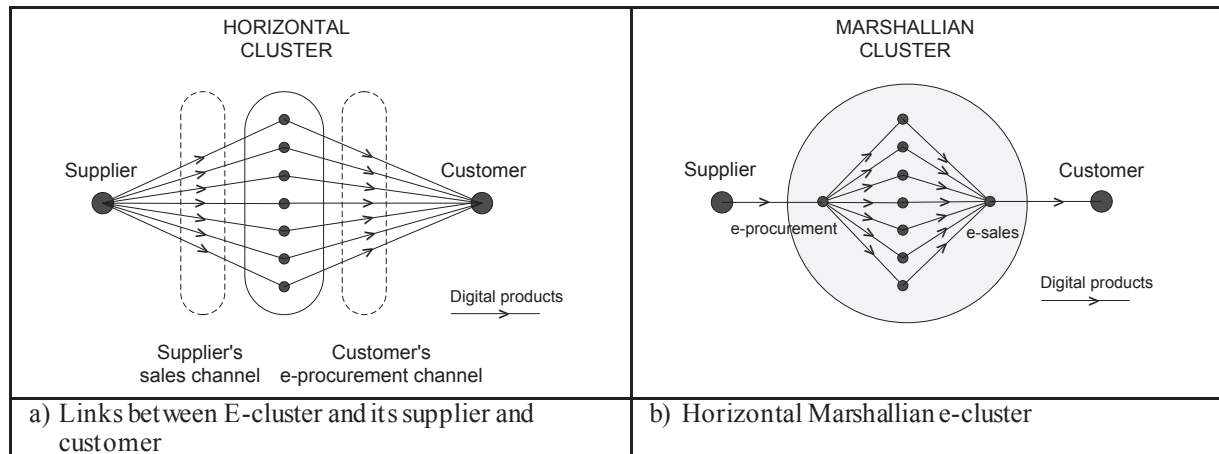 HORIZONTAL
CLUSTER
Supplier
Customer
Digital products
Supplier's
sales channel
Customer's
e-procurement channel
a) Links between E-cluster and its supplier and
customer
MARSHALLIAN
CLUSTER
Supplier
Customer
e-procurement
e-sales
Digital products
b) Horizontal Marshallian e-cluster